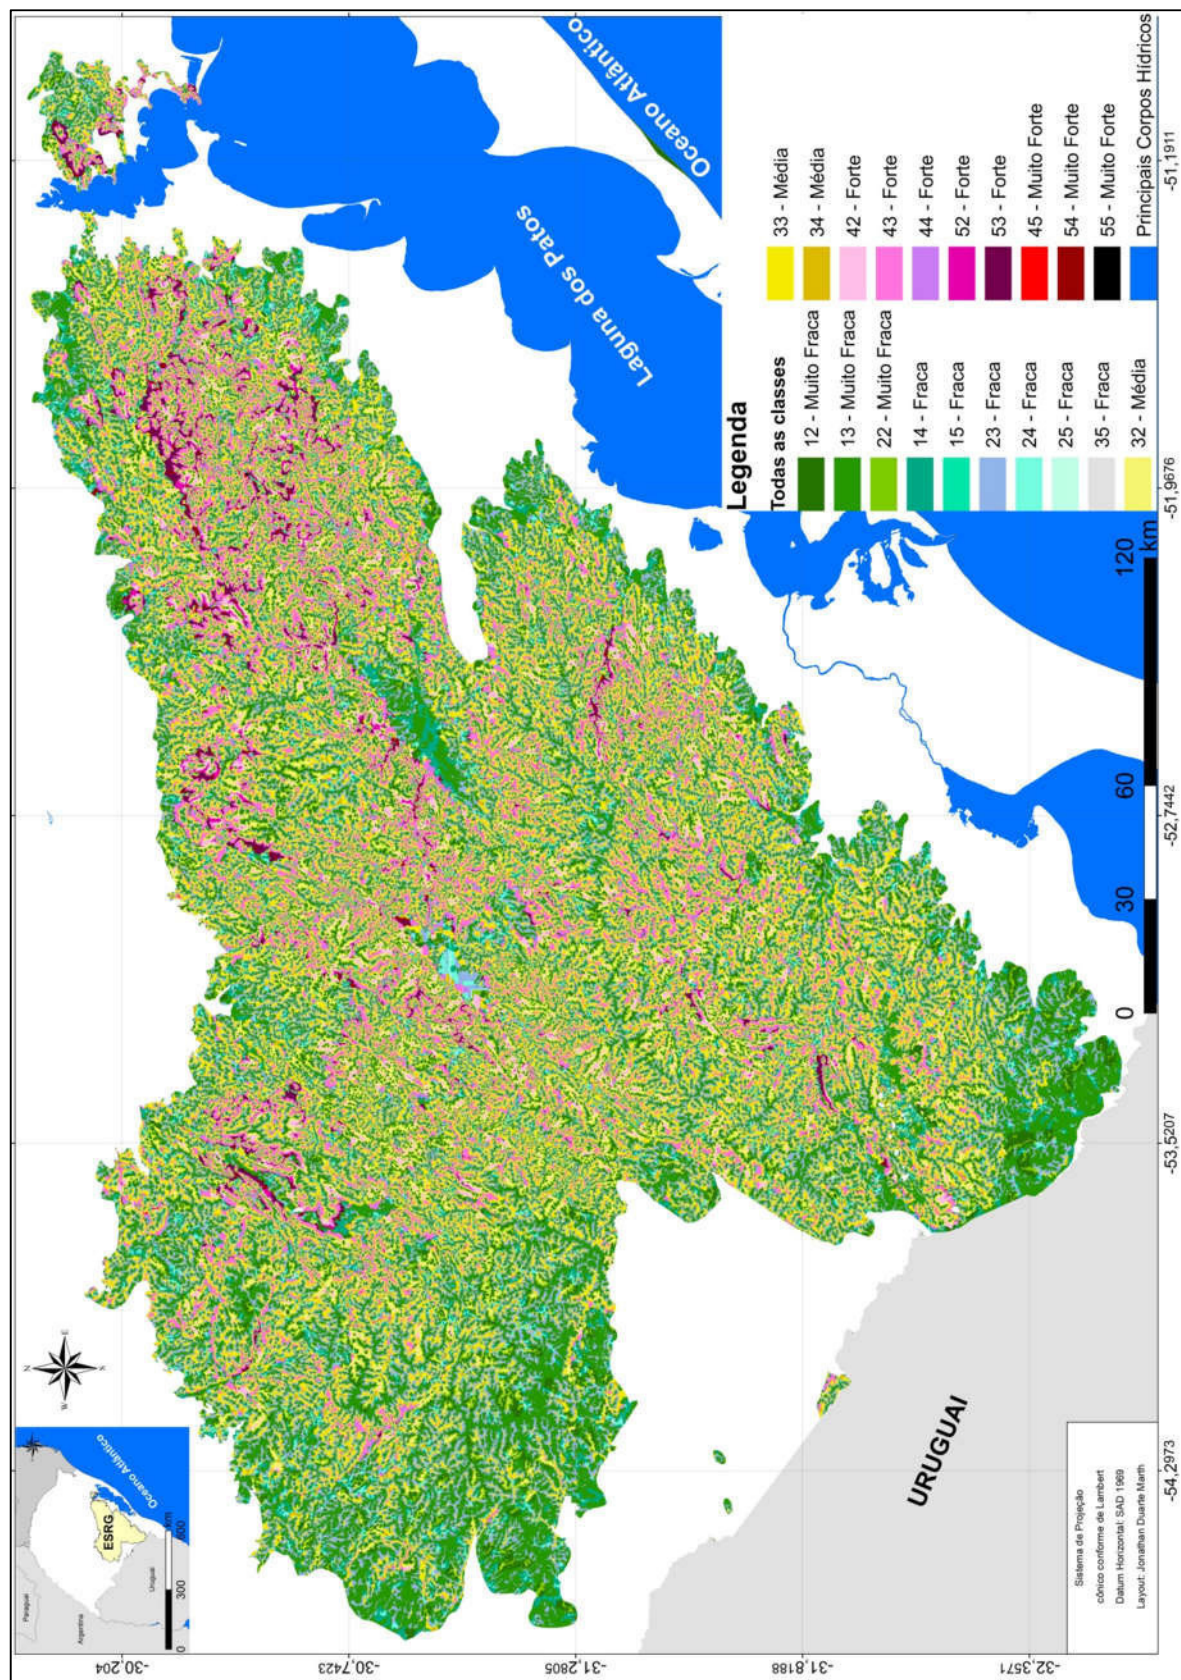 Paraguay
Argentina
Uruguay
ESRG
Oceano Atlântico
0 300 600
km
N
E
W
Oceano Atlântico
Laguna dos Patos
URUGUAI
Legenda
Todas as classes
12 - Muito Fraca
13 - Muito Fraca
22 - Muito Fraca
14 - Fraca
15 - Fraca
23 - Fraca
24 - Fraca
25 - Fraca
35 - Fraca
32 - Média
33 - Média
34 - Média
42 - Forte
43 - Forte
44 - Forte
52 - Forte
53 - Forte
45 - Muito Forte
54 - Muito Forte
55 - Muito Forte
Principais Corpos Hídricos
0 30 60 120
km
Sistema de Projeção
cônico conforme de Lambert
Datum Horizontal: SAD 1969
Layout: Jonathan Duarte Marth
-30,204
-30,7423
-31,2805
-31,8188
-32,3571
-54,2973
-53,5207
-52,7442
-51,9676
-51,1911